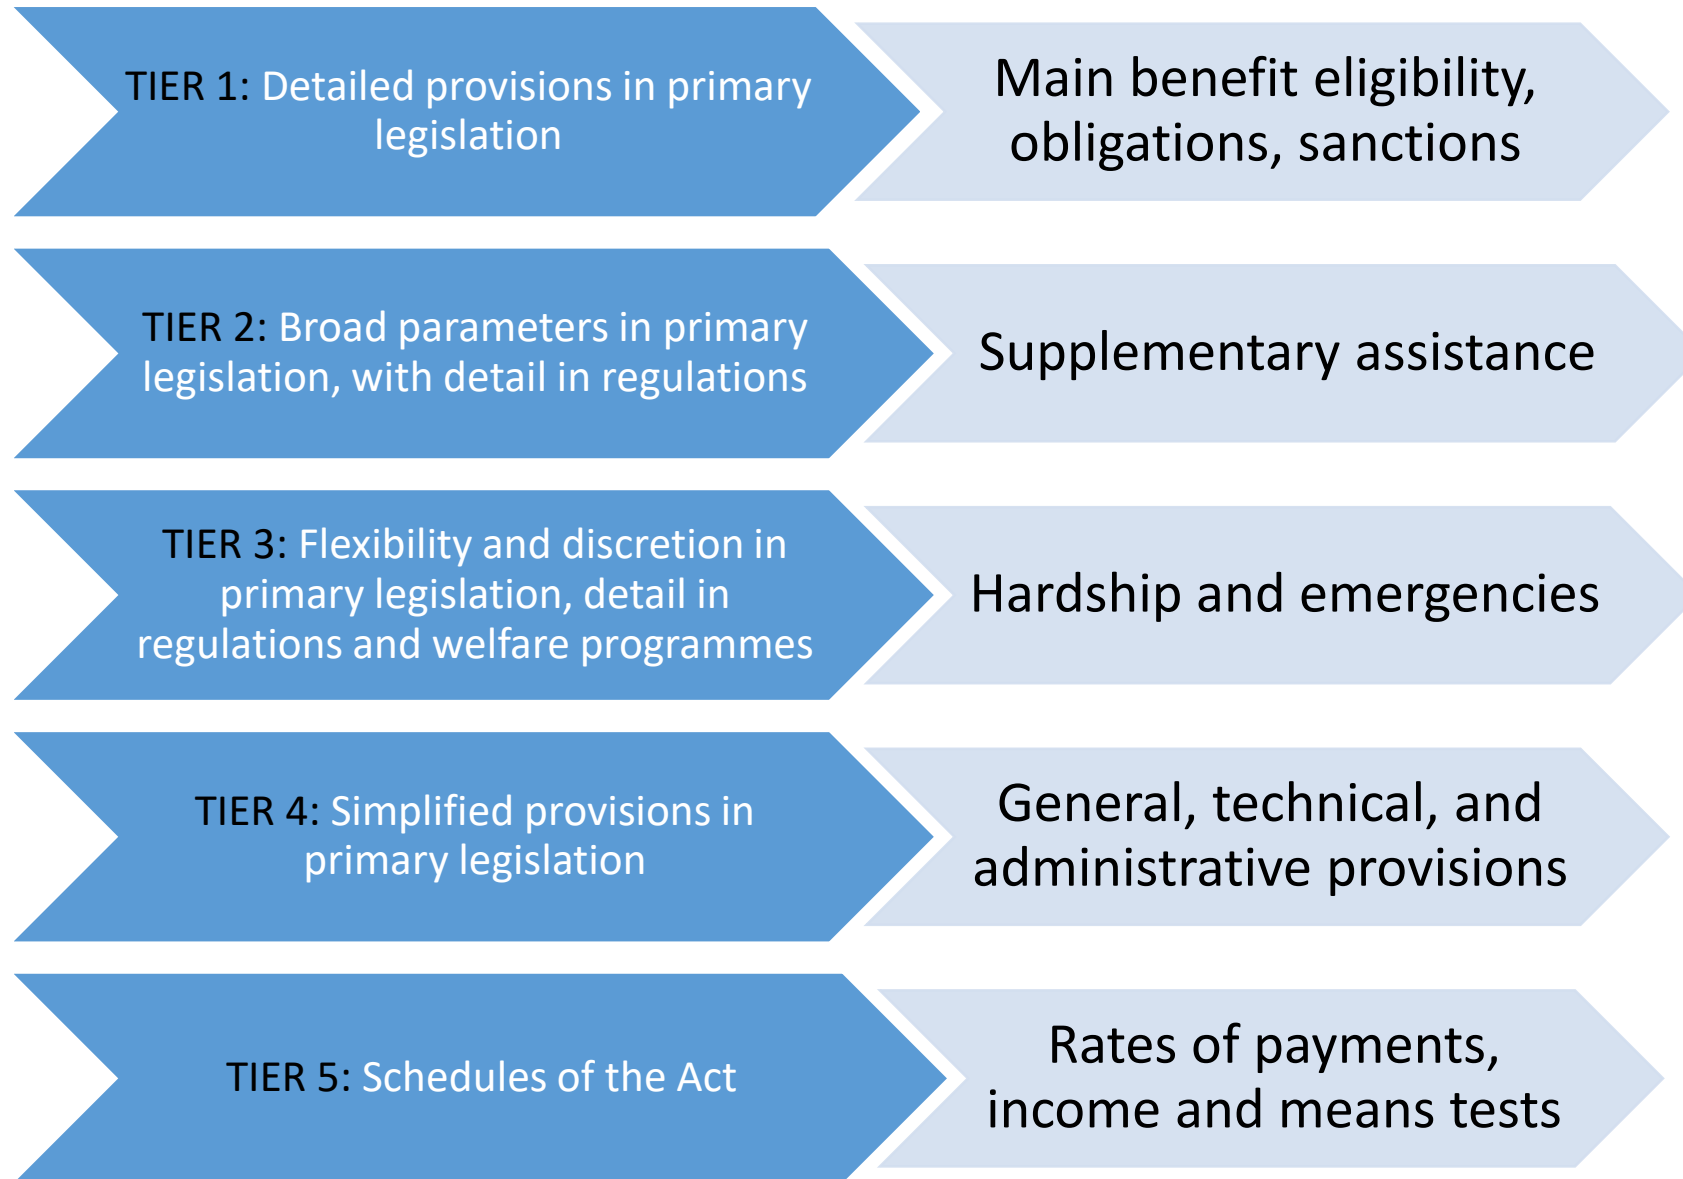 TIER 1: Detailed provisions in primary
legislation
Main benefit eligibility,
obligations, sanctions
TIER 2: Broad parameters in primary
legislation, with detail in regulations
Supplementary assistance
TIER 3: Flexibility and discretion in
primary legislation, detail in
regulations and welfare programmes
Hardship and emergencies
TIER 4: Simplified provisions in
primary legislation
General, technical, and
administrative provisions
TIER 5: Schedules of the Act
Rates of payments,
income and means tests